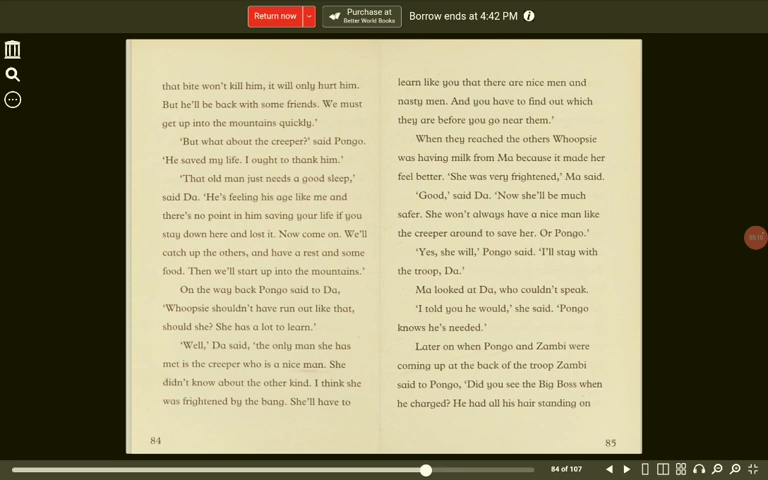 Return now
Purchase at
Better World Books
Borrow ends at 4:42 PM
that bite won't kill him, it will only hurt him.
But he'll be back with some friends. We must
get up into the mountains quickly.'
'But what about the creeper?' said Pongo.
'He saved my life. I ought to thank him.'
'That old man just needs a good sleep,'
said Da. 'He's feeling his age like me and
there's no point in him saving your life if you
stay down here and lost it. Now come on. We'll
catch up the others, and have a rest and some
food. Then we'll start up into the mountains.'
On the way back Pongo said to Da,
'Whoopsie shouldn't have run out like that,
should she? She has a lot to learn.'
'Well,' Da said, 'the only man she has
met is the creeper who is a nice man. She
didn't know about the other kind. I think she
was frightened by the bang. She'll have to
84
learn like you that there are nice men and
nasty men. And you have to find out which
they are before you go near them.'
When they reached the others Whoopsie
was having milk from Ma because it made her
feel better. 'She was very frightened,' Ma said.
'Good,' said Da. 'Now she'll be much
safer. She won't always have a nice man like
the creeper around to save her. Or Pongo.'
'Yes, she will,' Pongo said. 'I'll stay with
the troop, Da.'
Ma looked at Da, who couldn't speak.
'I told you he would,' she said. 'Pongo
knows he's needed.'
Later on when Pongo and Zambi were
coming up at the back of the troop Zambi
said to Pongo, 'Did you see the Big Boss when
he charged? He had all his hair standing on
85
84 of 107